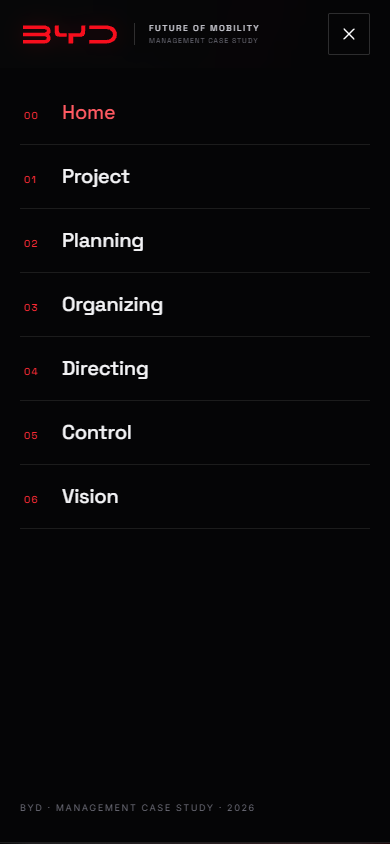 BYD
FUTURE OF MOBILITY
MANAGEMENT CASE STUDY
00 Home
01 Project
02 Planning
03 Organizing
04 Directing
05 Control
06 Vision
BYD · MANAGEMENT CASE STUDY · 2026